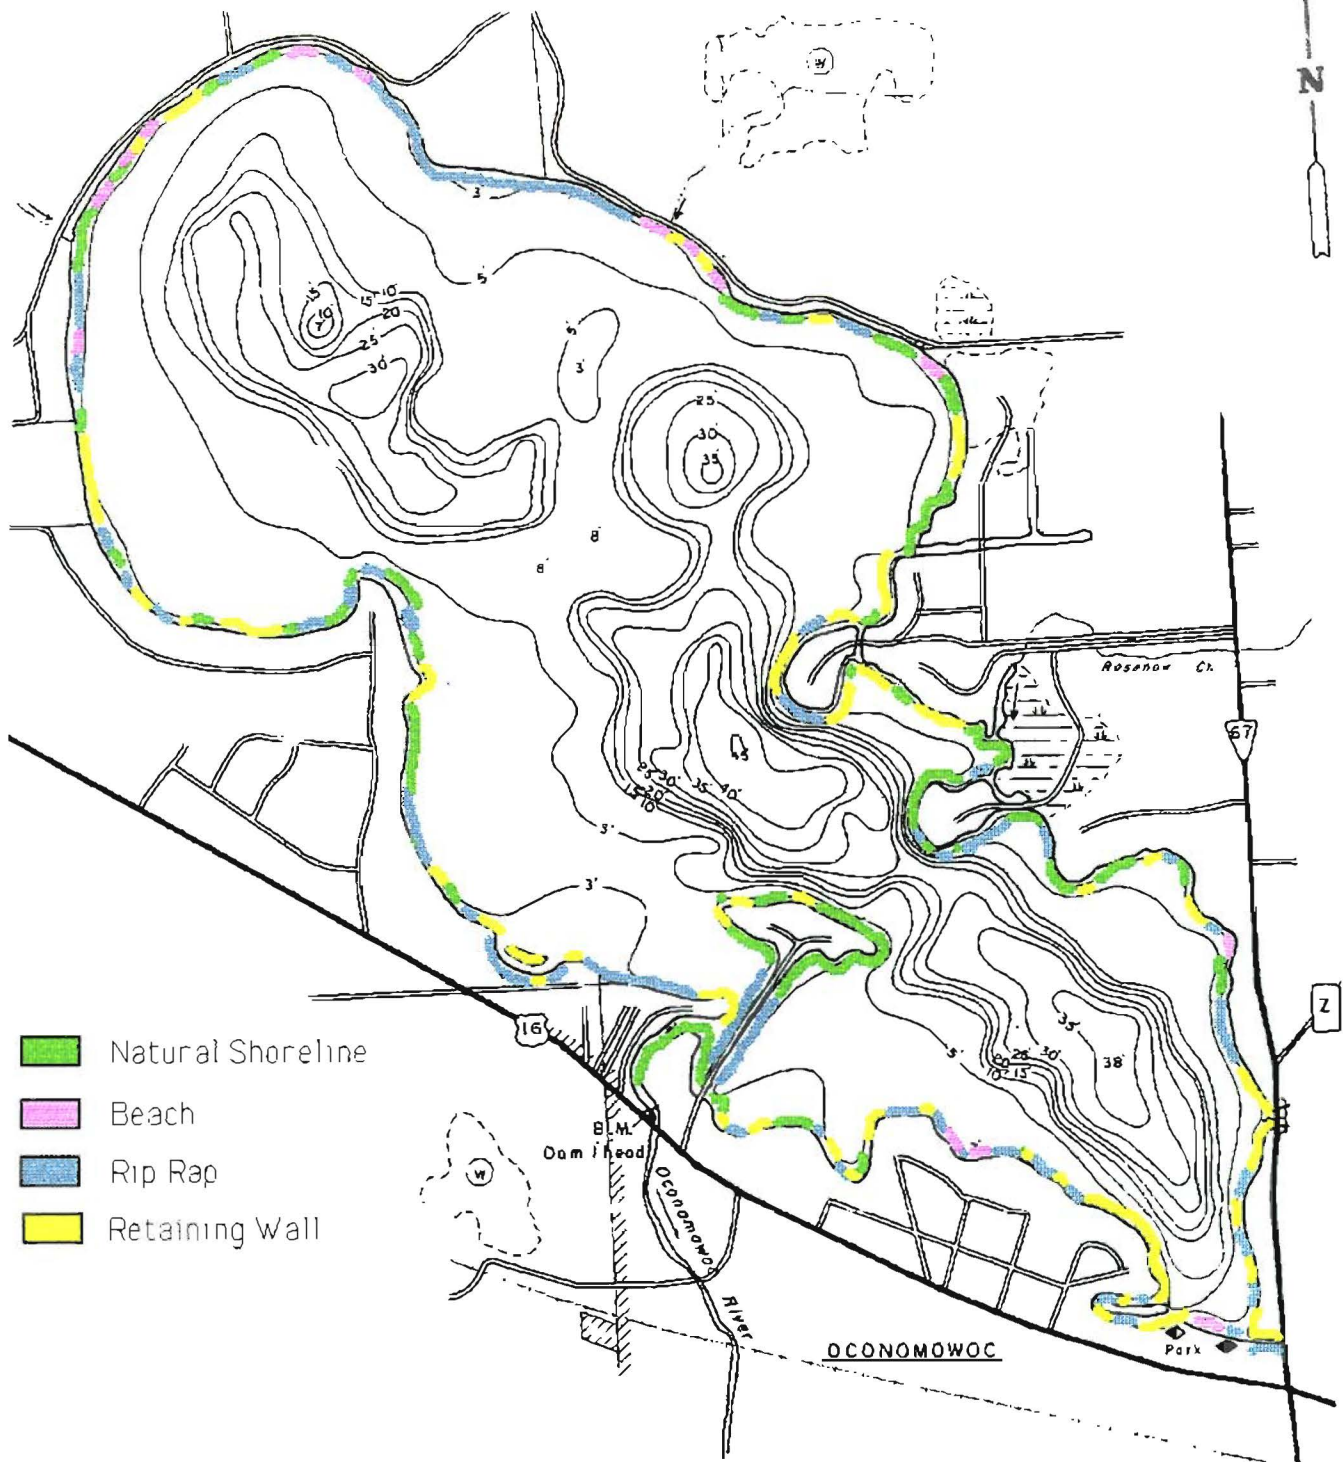 W
N
3'
5'
15'
10'
7'
15' 10'
20'
25'
30'
5'
3'
25'
30'
35'
8'
8'
Rosenow Cr.
67
45
25' 30'
15' 20'
10'
35' 40'
3'
3'
Z
16
35'
38'
5'
20' 25' 30'
10' 15'
Natural Shoreline
Beach
Rip Rap
Retaining Wall
B.M.
Dam
W
Oconomowoc
River
Park
OCONOMOWOC